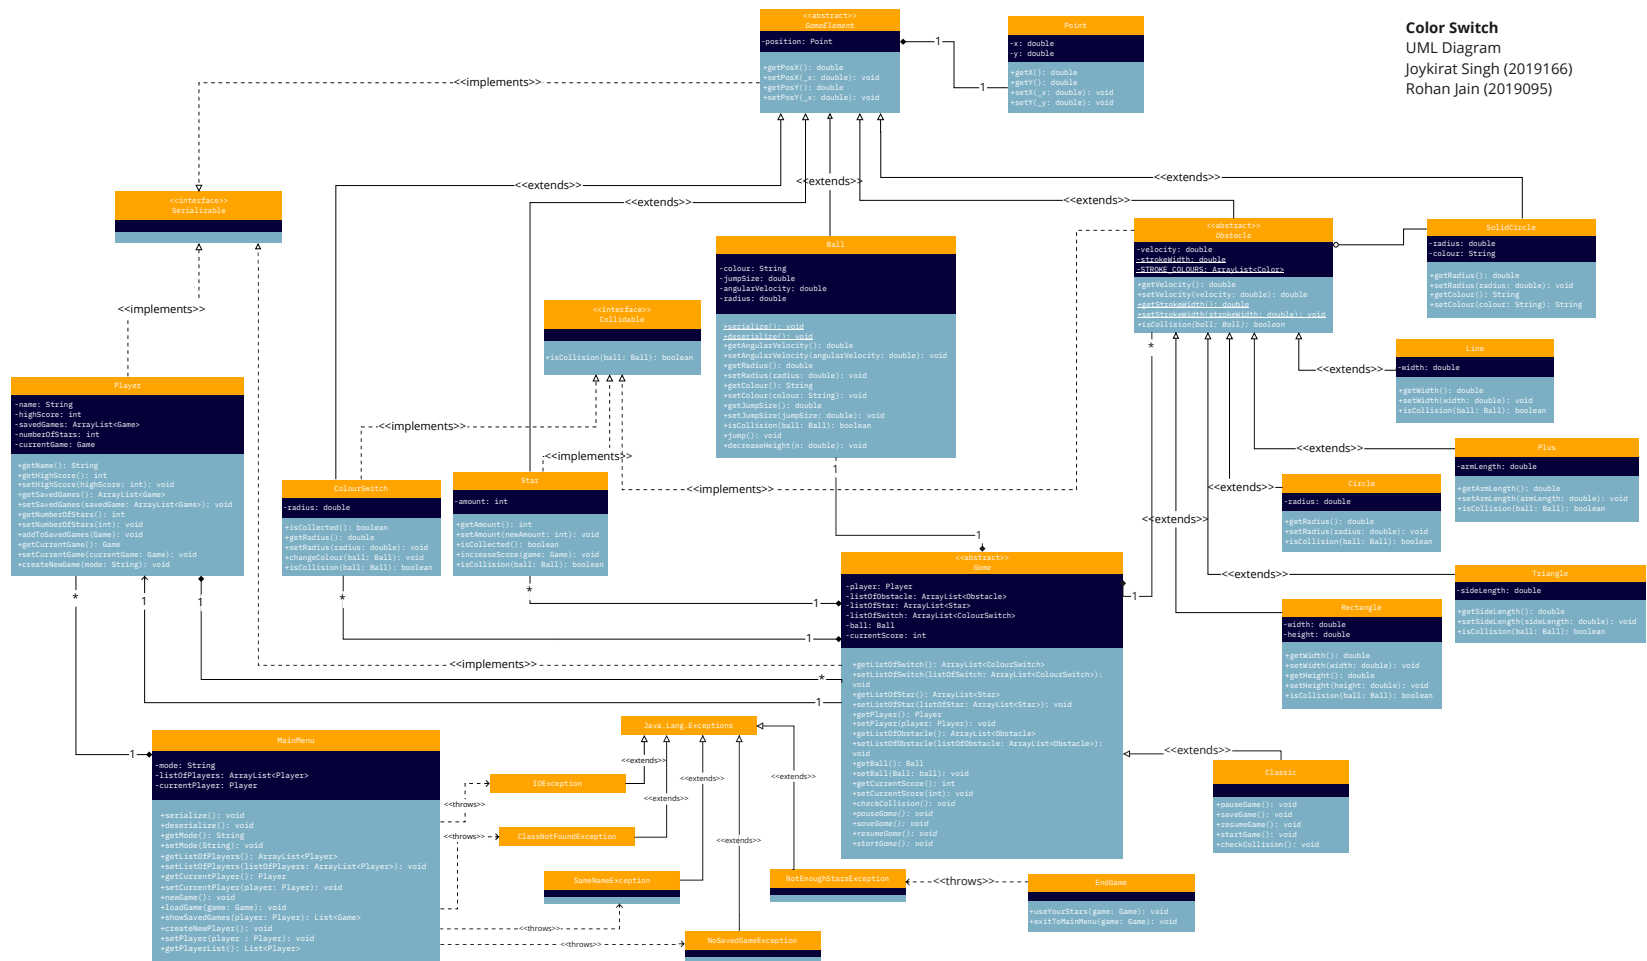 Color Switch
UML Diagram
Joykirat Singh (2019166)
Rohan Jain (2019095)
<<abstract>>
GameElement
-position: Point
+getPosX(): double
+setPosX(_x: double): void
+getPosY(): double
+setPosY(_x: double): void
1
1
Point
-x: double
-y: double
+getX(): double
+getY(): double
+setX(_x: double): void
+setY(_y: double): void
<<implements>>
<<extends>>
<<extends>>
<<extends>>
<<extends>>
<<extends>>
<<interface>>
Serializable
<<implements>>
Ball
-colour: String
-jumpSize: double
-angularVelocity: double
-radius: double
+serialize(): void
+deserialize(): void
+getAngularVelocity(): double
+setAngularVelocity(angularVelocity: double): void
+getRadius(): double
+setRadius(radius: double): void
+getColour(): String
+setColour(colour: String): void
+getJumpSize(): double
+setJumpSize(jumpSize: double): void
+isCollision(ball: Ball): boolean
+jump(): void
+decreaseHeight(n: double): void
1
1
<<abstract>>
Obstacle
-velocity: double
-strokeWidth: double
-STROKE_COLOURS: ArrayList<Color>
+getVelocity(): double
+setVelocity(velocity: double): double
+getStrokeWidth(): double
+setStrokeWidth(strokeWidth: double): void
+isCollision(ball: Ball): boolean
*
1
SolidCircle
-radius: double
-colour: String
+getRadius(): double
+setRadius(radius: double): void
+getColour(): String
+setColour(colour: String): String
<<interface>>
Collidable
+isCollision(ball: Ball): boolean
<<implements>>
<<implements>>
<<implements>>
Line
-width: double
+getWidth(): double
+setWidth(width: double): void
+isCollision(ball: Ball): boolean
<<extends>>
Plus
-armLength: double
+getArmLength(): double
+setArmLength(armLength: double): void
+isCollision(ball: Ball): boolean
<<extends>>
Circle
-radius: double
+getRadius(): double
+setRadius(radius: double): void
+isCollision(ball: Ball): boolean
<<extends>>
Triangle
-sideLength: double
+getSideLength(): double
+setSideLength(sideLength: double): void
+isCollision(ball: Ball): boolean
<<extends>>
Rectangle
-width: double
-height: double
+getWidth(): double
+setWidth(width: double): void
+getHeight(): double
+setHeight(height: double): void
+isCollision(ball: Ball): boolean
<<extends>>
Player
-name: String
-highScore: int
-savedGames: ArrayList<Game>
-numberOfStars: int
-currentGame: Game
+getName(): String
+getHighScore(): int
+setHighScore(highScore: int): void
+getSavedGames(): ArrayList<Game>
+setSavedGames(savedGame: ArrayList<Game>): void
+getNumberOfStars(): int
+setNumberOfStars(int): void
+addToSavedGames(Game): void
+getCurrentGame(): Game
+setCurrentGame(currentGame: Game): void
+createNewGame(mode: String): void
*
1
1
ColourSwitch
-radius: double
+isCollected(): boolean
+getRadius(): double
+setRadius(radius: double): void
+changeColour(ball: Ball): void
+isCollision(ball: Ball): boolean
*
1
Star
-amount: int
+getAmount(): int
+setAmount(newAmount: int): void
+isCollected(): boolean
+increaseScore(game: Game): void
+isCollision(ball: Ball): boolean
*
1
<<abstract>>
Game
-player: Player
-listOfObstacle: ArrayList<Obstacle>
-listOfStar: ArrayList<Star>
-listOfSwitch: ArrayList<ColourSwitch>
-ball: Ball
-currentScore: int
+getListOfSwitch(): ArrayList<ColourSwitch>
+setListOfSwitch(listOfSwitch: ArrayList<ColourSwitch>):
void
+getListOfStar(): ArrayList<Star>
+setListOfStar(listOfStar: ArrayList<Star>): void
+getPlayer(): Player
+setPlayer(player: Player): void
+getListOfObstacle(): ArrayList<Obstacle>
+setListOfObstacle(listOfObstacle: ArrayList<Obstacle>):
void
+getBall(): Ball
+setBall(Ball: ball): void
+getCurrentScore(): int
+setCurrentScore(int): void
+checkCollision(): void
+pauseGame(): void
+saveGame(): void
+resumeGame(): void
+startGame(): void
<<implements>>
*
1
1
MainMenu
-mode: String
-listOfPlayers: ArrayList<Player>
-currentPlayer: Player
+serialize(): void
+deserialize(): void
+getMode(): String
+setMode(String): void
+getListOfPlayers(): ArrayList<Player>
+setListOfPlayers(listOfPlayers: ArrayList<Player>): void
+getCurrentPlayer(): Player
+setCurrentPlayer(player: Player): void
+newGame(): void
+loadGame(game: Game): void
+showSavedGames(player: Player): List<Game>
+createNewPlayer(): void
+setPlayer(player : Player): void
+getPlayerList(): List<Player>
Java.Lang.Exceptions
<<extends>>
<<extends>>
<<extends>>
<<extends>>
<<extends>>
IOException
<<throws>>
ClassNotFoundException
<<throws>>
SameNameException
<<throws>>
NoSavedGameException
<<throws>>
NotEnoughStarsException
<<throws>>
EndGame
+useYourStars(game: Game): void
+exitToMainMenu(game: Game): void
<<extends>>
Classic
+pauseGame(): void
+saveGame(): void
+resumeGame(): void
+startGame(): void
+checkCollision(): void